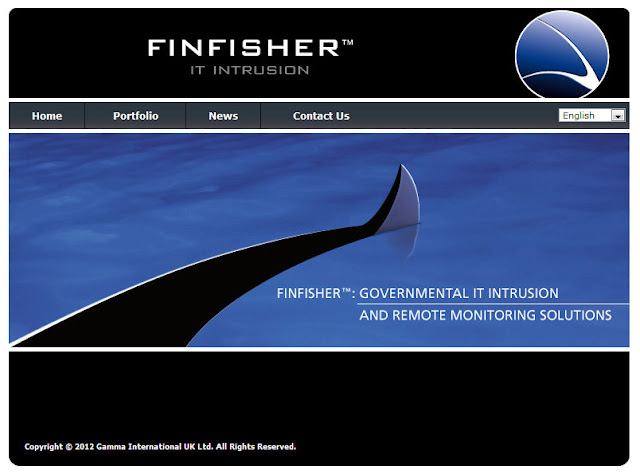 FINFISHER™
IT INTRUSION
Home Portfolio News Contact Us English
FINFISHER™: GOVERNMENTAL IT INTRUSION
AND REMOTE MONITORING SOLUTIONS
Copyright © 2012 Gamma International UK Ltd. All Rights Reserved.